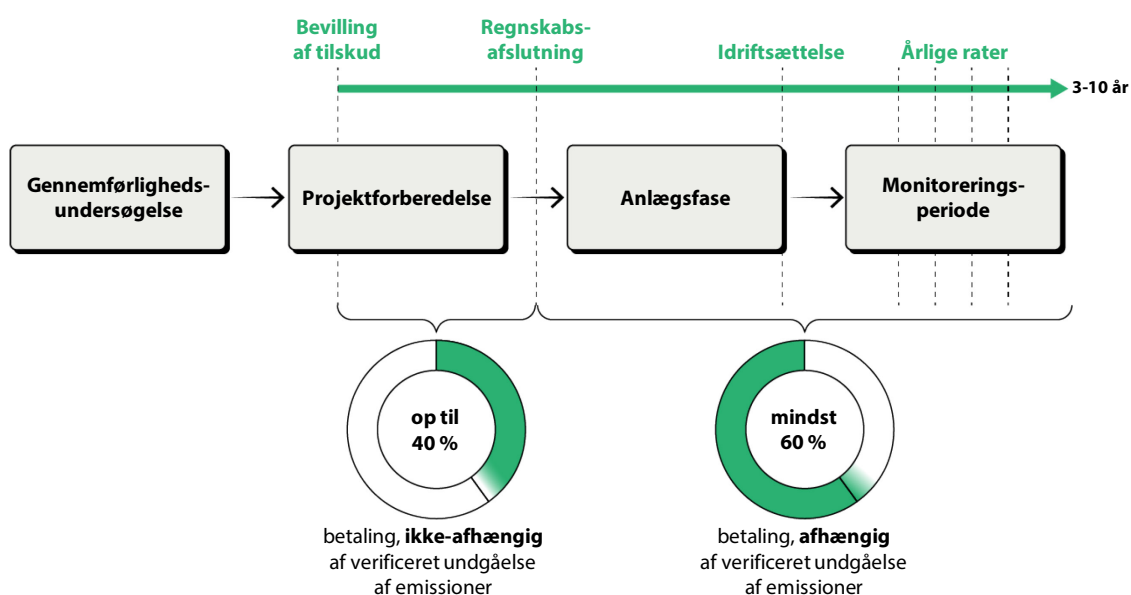 Bevilling
af tilskud
Regnskabs-
afslutning
Idriftsættelse
Årlige rater
3-10 år
Gennemførligheds-
undersøgelse
Projektforberedelse
Anlægsfase
Monitorerings-
periode
op til
40 %
mindst
60 %
betaling, ikke-afhængig
af verificeret undgåelse
af emissioner
betaling, afhængig
af verificeret undgåelse
af emissioner